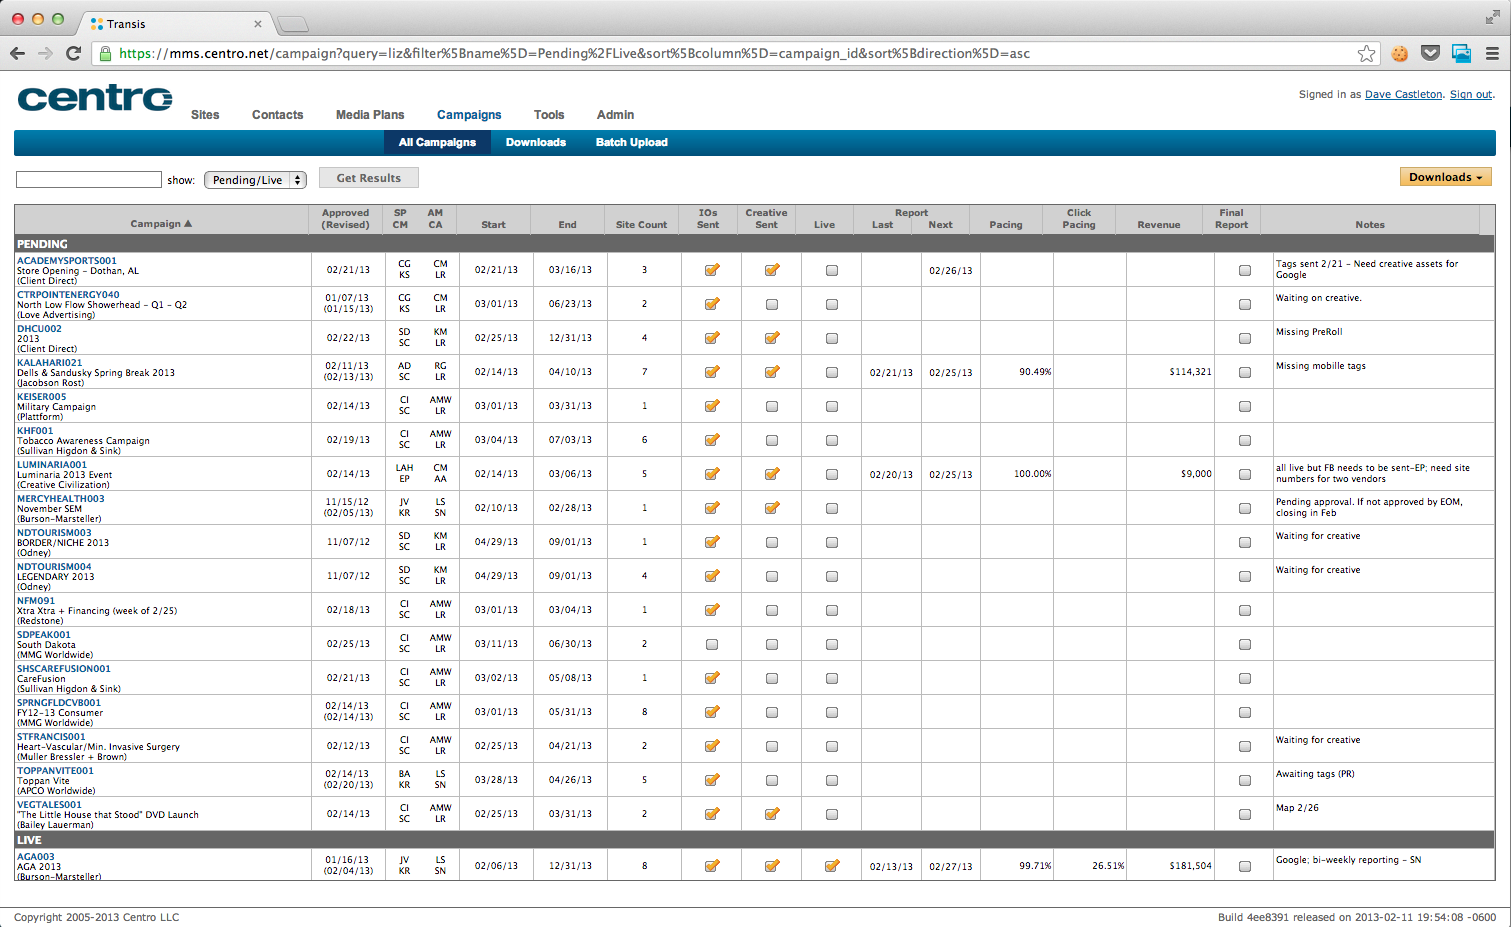 Transis
https://mms.centro.net/campaign?query=liz&filter%5Bname%5D=Pending%2FLive&sort%5Bcolumn%5D=campaign_id&sort%5Bdirection%5D=asc
centro
Signed in as Dave Castleton. Sign out.
Sites Contacts Media Plans Campaigns Tools Admin
All Campaigns Downloads Batch Upload
show: Pending/Live Get Results Downloads
Campaign Approved (Revised) SP CM AM CA Start End Site Count IOs Sent Creative Sent Live Report Last Next Pacing Click Pacing Revenue Final Report Notes
PENDING
ACADEMYSPORTS001
Store Opening - Dothan, AL
(Client Direct)
02/21/13 CG KS CM LR 02/21/13 03/16/13 3 02/26/13 Tags sent 2/21 - Need creative assets for Google
CTRPOINTENERGY040
North Low Flow Showerhead - Q1 - Q2
(Love Advertising)
01/07/13 (01/15/13) CG KS CM LR 03/01/13 06/23/13 2 Waiting on creative.
DHCU002
2013
(Client Direct)
02/22/13 SD SC KM LR 02/25/13 12/31/13 4 Missing PreRoll
KALAHARI021
Dells & Sandusky Spring Break 2013
(Jacobson Rost)
02/11/13 (02/13/13) AD SC RG LR 02/14/13 04/10/13 7 02/21/13 02/25/13 90.49% $114,321 Missing mobille tags
KEISER005
Military Campaign
(Plattform)
02/14/13 CI SC AMW LR 03/01/13 03/31/13 1
KHF001
Tobacco Awareness Campaign
(Sullivan Higdon & Sink)
02/19/13 CI SC AMW LR 03/04/13 07/03/13 6
LUMINARIA001
Luminaria 2013 Event
(Creative Civilization)
02/14/13 LAH EP CM AA 02/14/13 03/06/13 5 02/20/13 02/25/13 100.00% $9,000 all live but FB needs to be sent-EP; need site numbers for two vendors
MERCYHEALTH003
November SEM
(Burson-Marsteller)
11/15/12 (02/05/13) JV KR LS SN 02/10/13 02/28/13 1 Pending approval. If not approved by EOM, closing in Feb
NDTOURISM003
BORDER/NICHE 2013
(Odney)
11/07/12 SD SC KM LR 04/29/13 09/01/13 1 Waiting for creative
NDTOURISM004
LEGENDARY 2013
(Odney)
11/07/12 SD SC KM LR 04/29/13 09/01/13 4 Waiting for creative
NFM091
Xtra Xtra + Financing (week of 2/25)
(Redstone)
02/18/13 CI SC AMW LR 03/01/13 03/04/13 1
SDPEAK001
South Dakota
(MMG Worldwide)
02/25/13 CI SC AMW LR 03/11/13 06/30/13 2
SHSCAREFUSION001
CareFusion
(Sullivan Higdon & Sink)
02/21/13 CI SC AMW LR 03/02/13 05/08/13 1
SPRNGFLDCVB001
FY12-13 Consumer
(MMG Worldwide)
02/14/13 (02/14/13) CI SC AMW LR 03/01/13 05/31/13 8
STFRANCIS001
Heart-Vascular/Min. Invasive Surgery
(Muller Bressler + Brown)
02/12/13 CI SC AMW LR 02/25/13 04/21/13 2 Waiting for creative
TOPPANVITE001
Toppan Vite
(APCO Worldwide)
02/14/13 (02/20/13) BA KR LS SN 03/28/13 04/26/13 5 Awaiting tags (PR)
VEGTALES001
"The Little House that Stood" DVD Launch
(Bailey Lauerman)
02/14/13 CI SC AMW LR 02/25/13 03/31/13 2 Map 2/26
LIVE
AGA003
AGA 2013
(Burson-Marsteller)
01/16/13 (02/04/13) JV KR LS SN 02/06/13 12/31/13 8 02/13/13 02/27/13 99.71% 26.51% $181,504 Google; bi-weekly reporting - SN
Copyright 2005-2013 Centro LLC Build 4ee8391 released on 2013-02-11 19:54:08 -0600